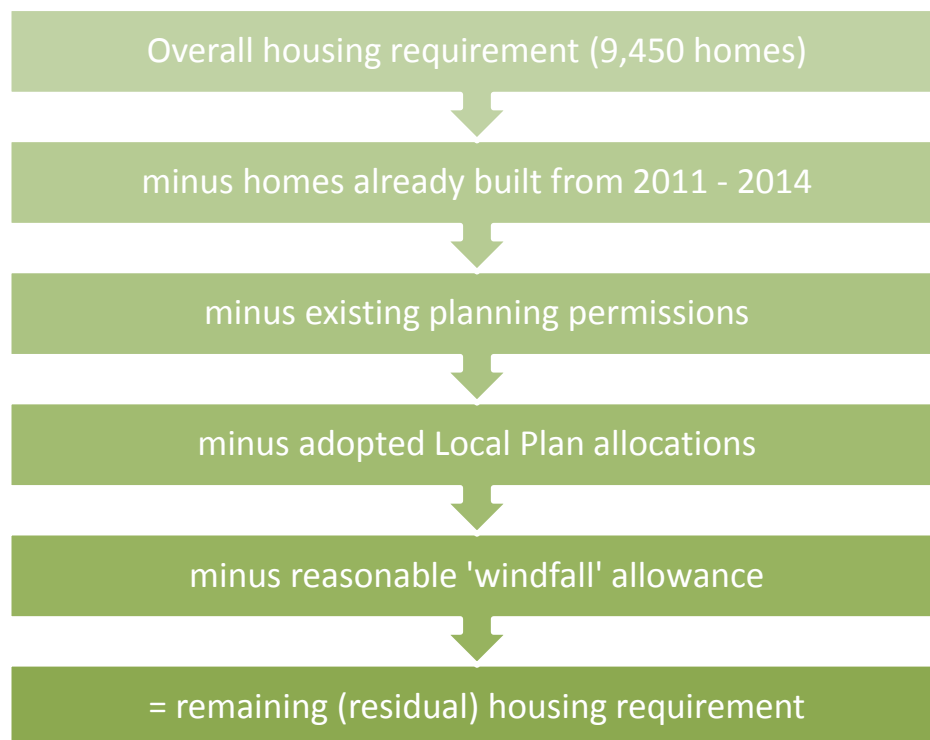 Overall housing requirement (9,450 homes)
minus homes already built from 2011 - 2014
minus existing planning permissions
minus adopted Local Plan allocations
minus reasonable 'windfall' allowance
= remaining (residual) housing requirement